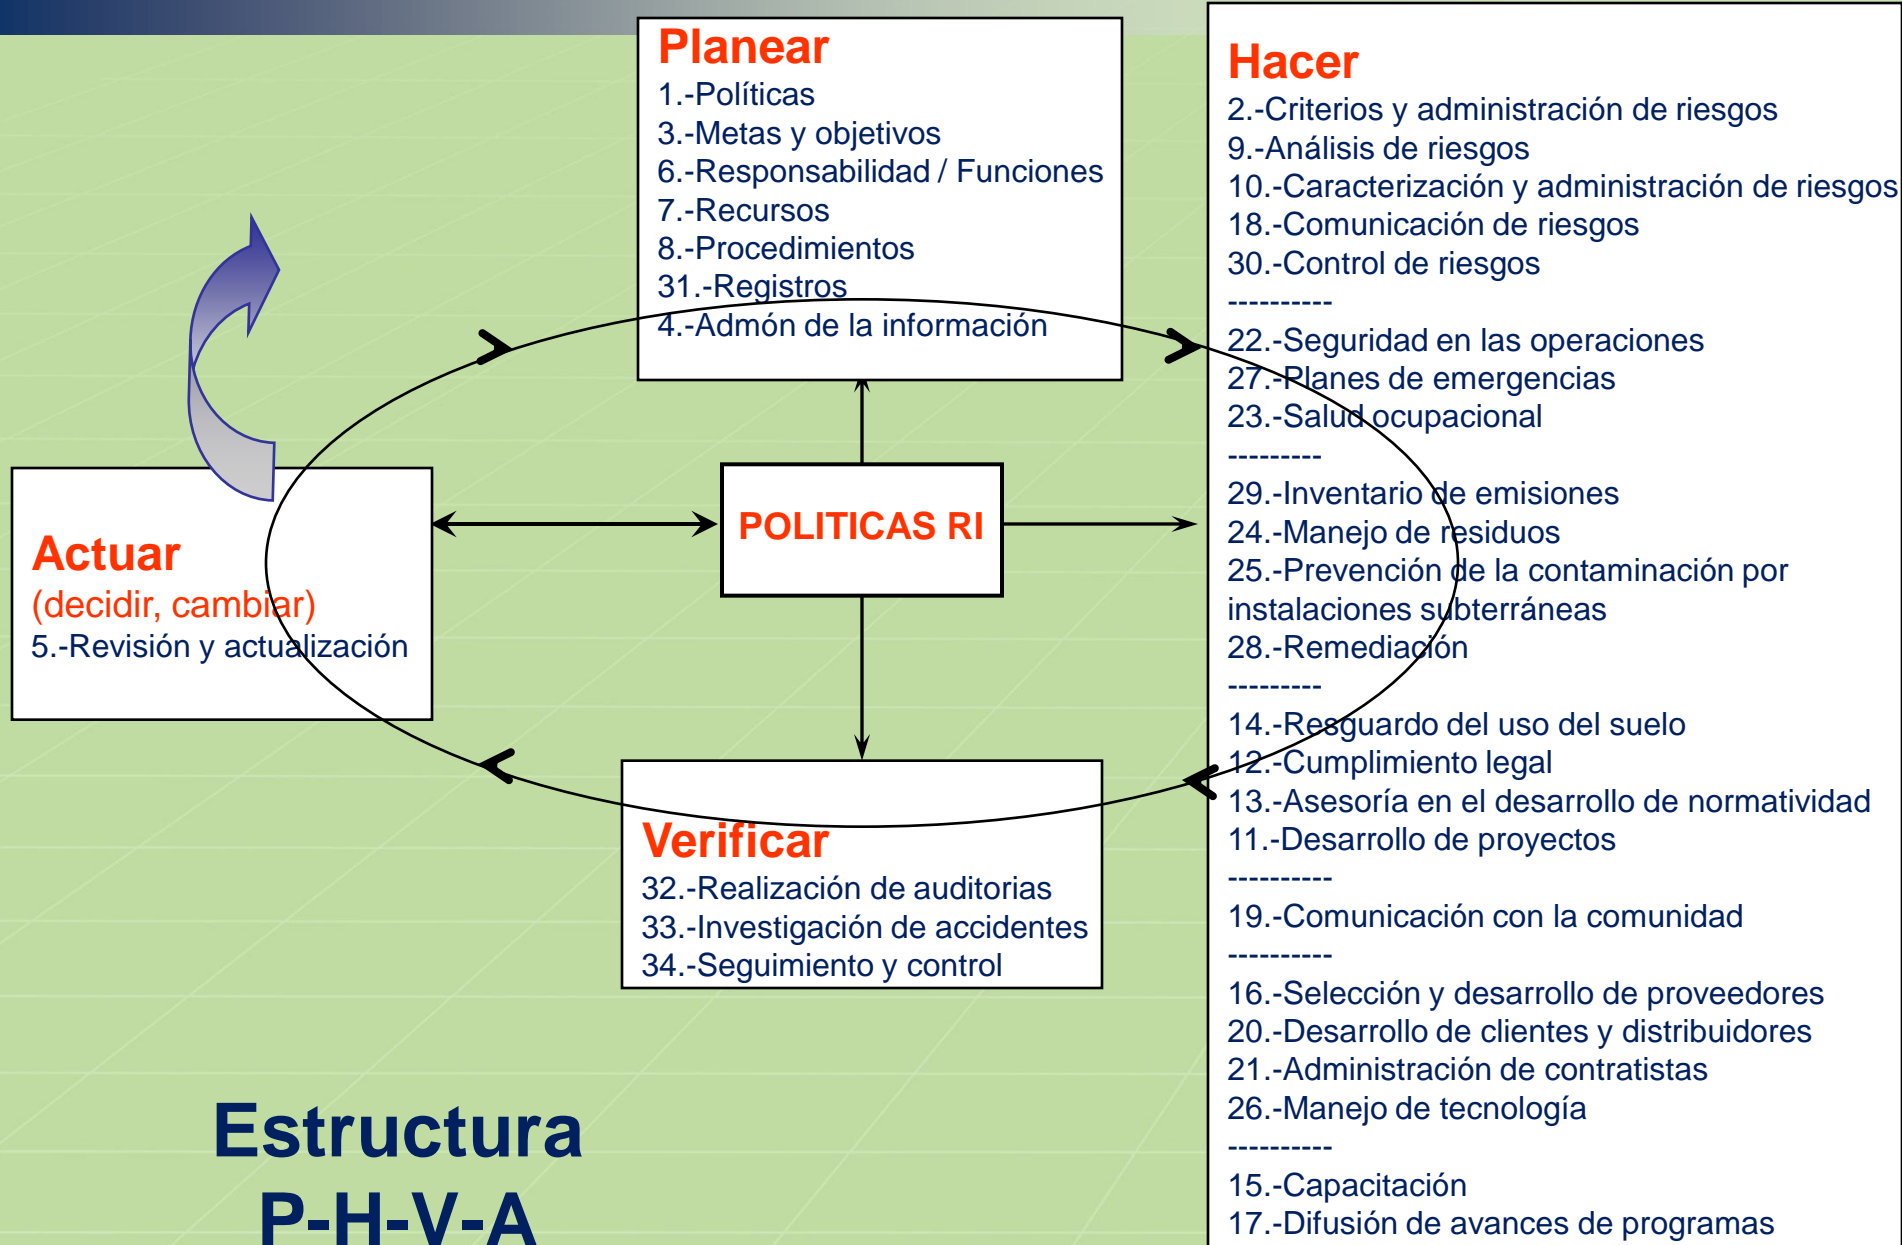 Planear
1.-Políticas
3.-Metas y objetivos
6.-Responsabilidad / Funciones
7.-Recursos
8.-Procedimientos
31.-Registros
4.-Admón de la información
Hacer
2.-Criterios y administración de riesgos
9.-Análisis de riesgos
10.-Caracterización y administración de riesgos
18.-Comunicación de riesgos
30.-Control de riesgos
----------
22.-Seguridad en las operaciones
27.-Planes de emergencias
23.-Salud ocupacional
---------
29.-Inventario de emisiones
24.-Manejo de residuos
25.-Prevención de la contaminación por
instalaciones subterráneas
28.-Remediación
---------
14.-Resguardo del uso del suelo
12.-Cumplimiento legal
13.-Asesoría en el desarrollo de normatividad
11.-Desarrollo de proyectos
----------
19.-Comunicación con la comunidad
----------
16.-Selección y desarrollo de proveedores
20.-Desarrollo de clientes y distribuidores
21.-Administración de contratistas
26.-Manejo de tecnología
----------
15.-Capacitación
17.-Difusión de avances de programas
POLITICAS RI
Actuar
(decidir, cambiar)
5.-Revisión y actualización
Verificar
32.-Realización de auditorias
33.-Investigación de accidentes
34.-Seguimiento y control
Estructura
P-H-V-A